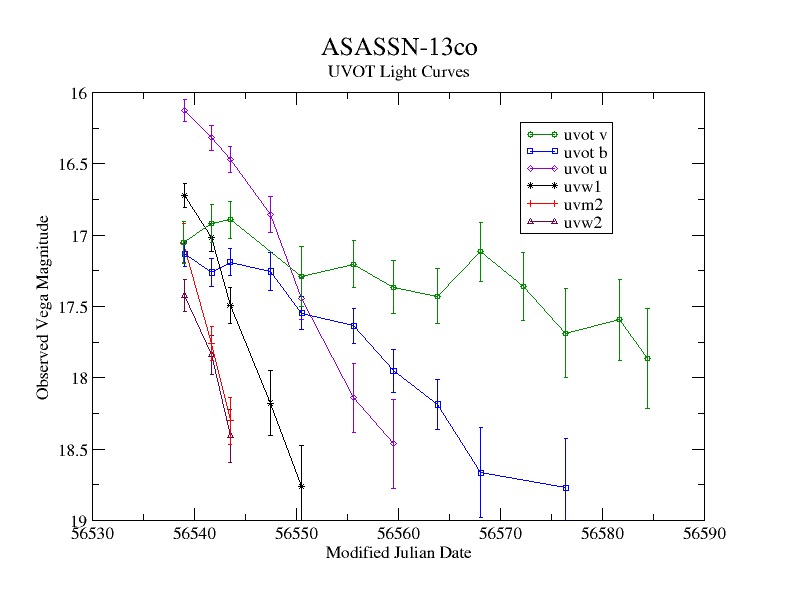 ASASSN-13co
UVOT Light Curves
uvot v
uvot b
uvot u
uvw1
uvm2
uvw2
Observed Vega Magnitude
16
16.5
17
17.5
18
18.5
19
56530 56540 56550 56560 56570 56580 56590
Modified Julian Date